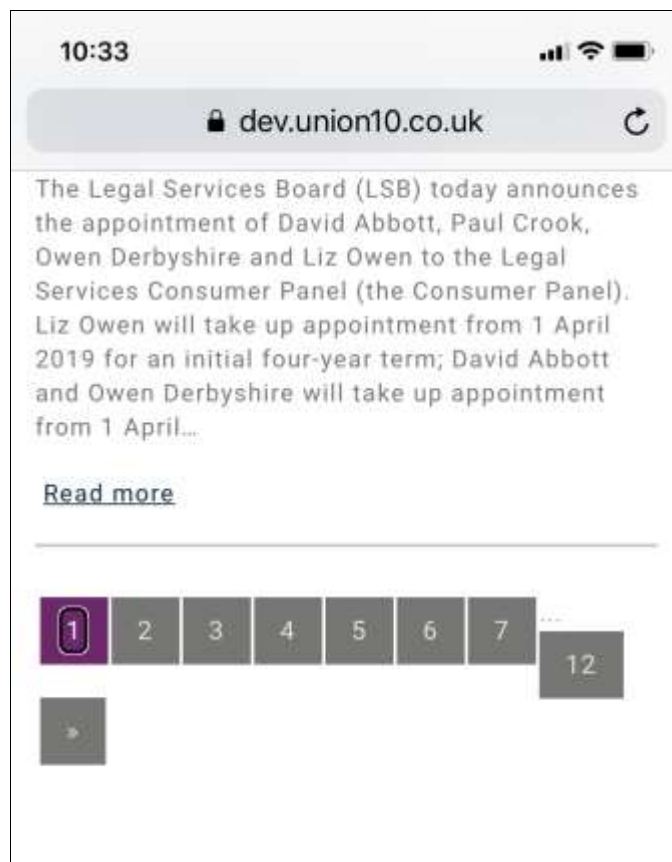 10:33
dev.union10.co.uk
The Legal Services Board (LSB) today announces
the appointment of David Abbott, Paul Crook,
Owen Derbyshire and Liz Owen to the Legal
Services Consumer Panel (the Consumer Panel).
Liz Owen will take up appointment from 1 April
2019 for an initial four-year term; David Abbott
and Owen Derbyshire will take up appointment
from 1 April…
Read more
1 2 3 4 5 6 7 ...
12
»